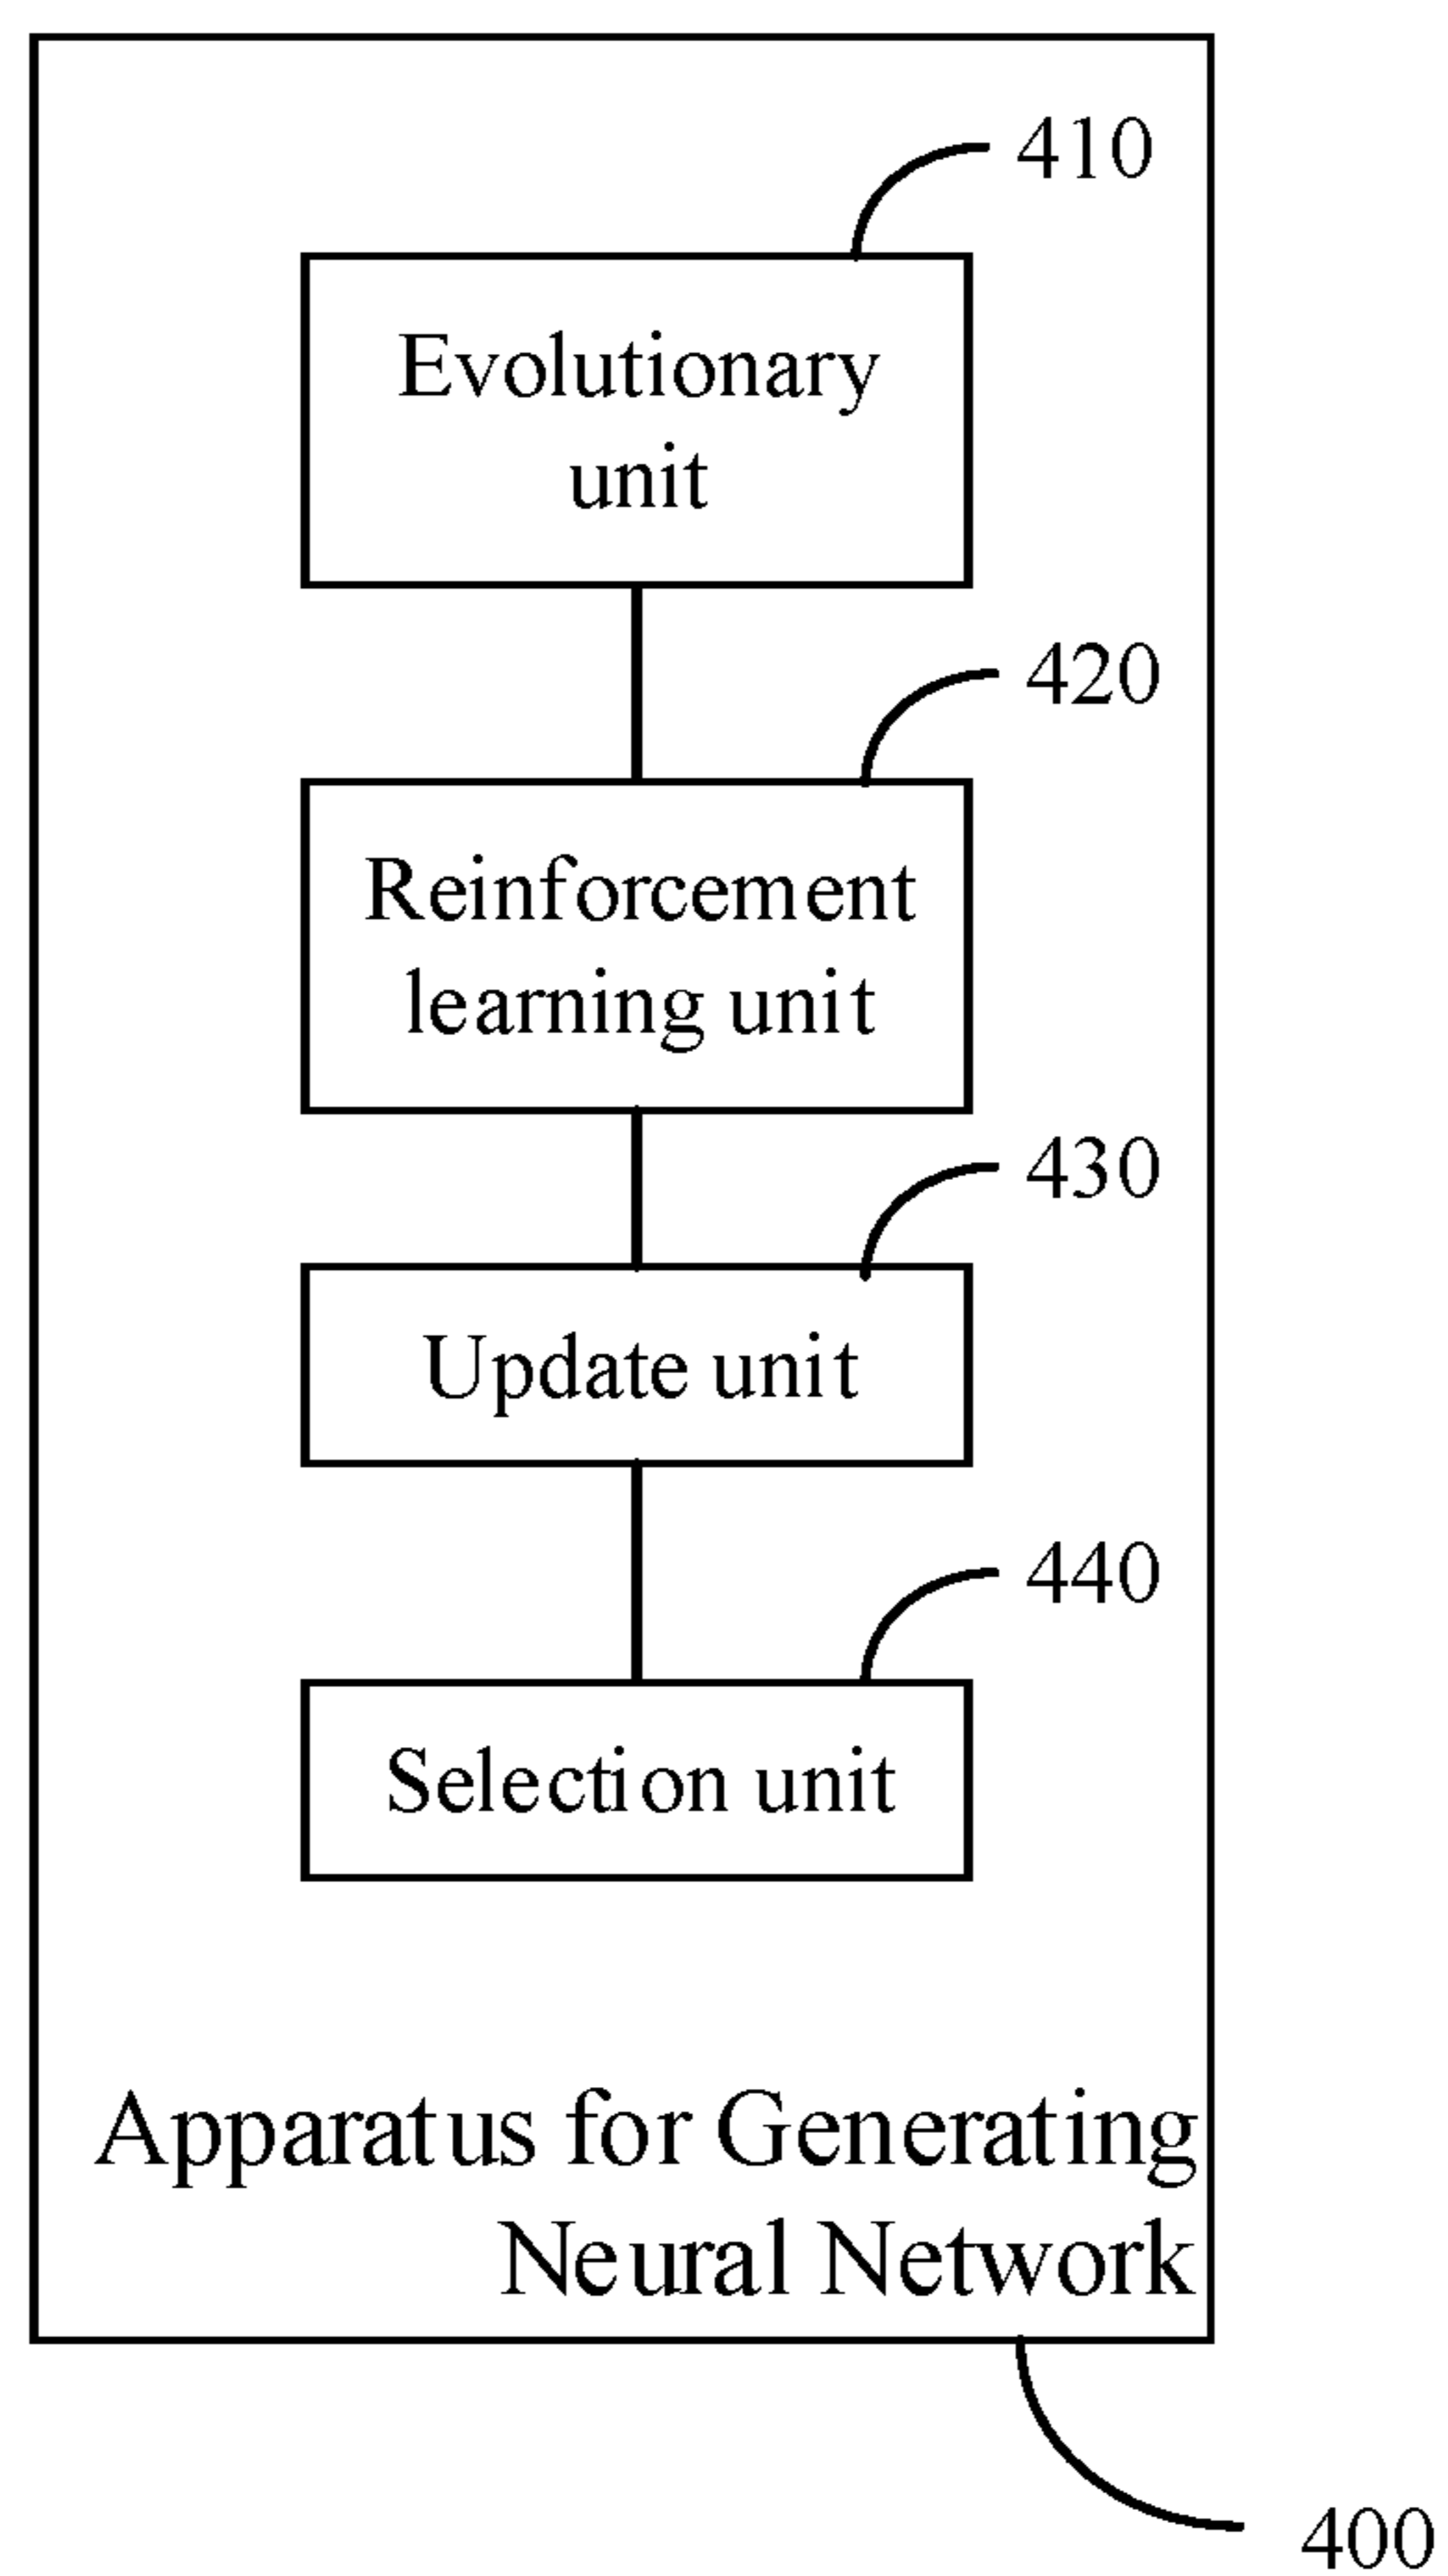 410
Evolutionary
unit
420
Reinforcement
learning unit
430
Update unit
440
Selection unit
Apparatus for Generating
Neural Network
400